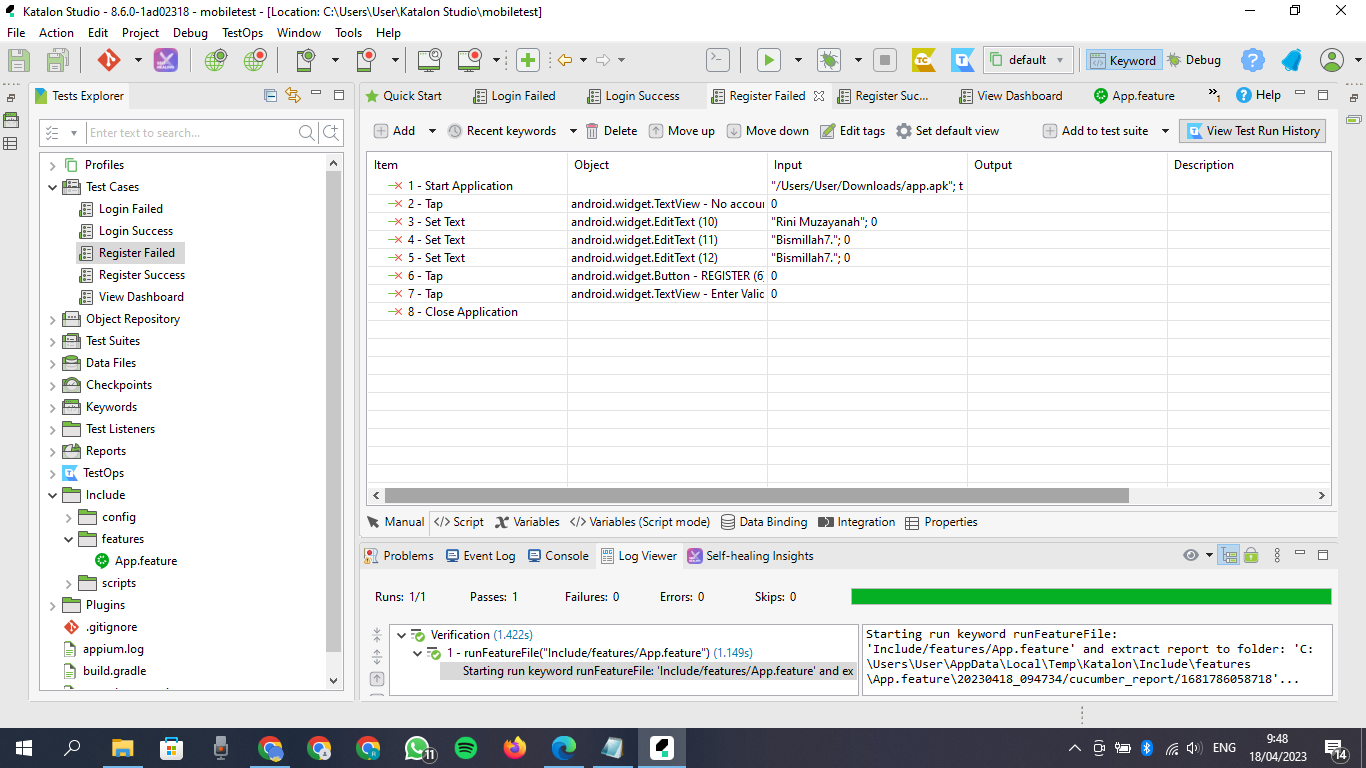 Katalon Studio - 8.6.0-1ad02318 - mobiletest - [Location: C:\Users\User\Katalon Studio\mobiletest]
File Action Edit Project Debug TestOps Window Tools Help
TC T default Keyword Debug
Tests Explorer
Enter text to search...
Profiles
Test Cases
Login Failed
Login Success
Register Failed
Register Success
View Dashboard
Object Repository
Test Suites
Data Files
Checkpoints
Keywords
Test Listeners
Reports
TestOps
Include
config
features
App.feature
scripts
Plugins
.gitignore
appium.log
build.gradle
Quick Start Login Failed Login Success Register Failed Register Suc... View Dashboard App.feature »1 Help
Add Recent keywords Delete Move up Move down Edit tags Set default view Add to test suite View Test Run History
Item Object Input Output Description
1 - Start Application "/Users/User/Downloads/app.apk"; t
2 - Tap android.widget.TextView - No accou 0
3 - Set Text android.widget.EditText (10) "Rini Muzayanah"; 0
4 - Set Text android.widget.EditText (11) "Bismillah7."; 0
5 - Set Text android.widget.EditText (12) "Bismillah7."; 0
6 - Tap android.widget.Button - REGISTER (6) 0
7 - Tap android.widget.TextView - Enter Valid 0
8 - Close Application
Manual Script Variables Variables (Script mode) Data Binding Integration Properties
Problems Event Log Console Log Viewer Self-healing Insights
Runs: 1/1 Passes: 1 Failures: 0 Errors: 0 Skips: 0
Verification (1.422s)
1 - runFeatureFile("Include/features/App.feature") (1.149s)
Starting run keyword runFeatureFile: 'Include/features/App.feature' and ex
Starting run keyword runFeatureFile:
'Include/features/App.feature' and extract report to folder: 'C:
\Users\User\AppData\Local\Temp\Katalon\Include\features
\App.feature\20230418_094734/cucumber_report/1681786058718'...
11
ENG
9:48
18/04/2023
14